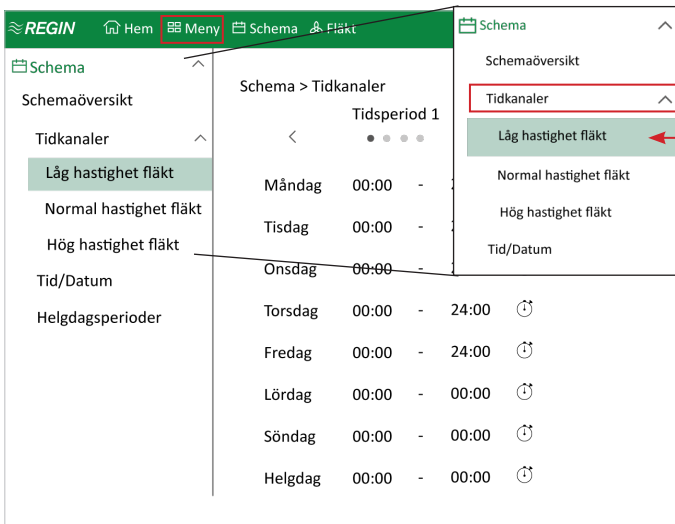 REGIN Hem Meny Schema Fläkt
Schema
Schemaöversikt
Tidkanaler
Låg hastighet fläkt
Normal hastighet fläkt
Hög hastighet fläkt
Tid/Datum
Helgdagsperioder
Schema > Tidkanaler
Tidsperiod 1
Måndag 00:00 -
Tisdag 00:00 -
Onsdag 00:00 -
Torsdag 00:00 - 24:00
Fredag 00:00 - 24:00
Lördag 00:00 - 00:00
Söndag 00:00 - 00:00
Helgdag 00:00 - 00:00
Schema
Schemaöversikt
Tidkanaler
Låg hastighet fläkt
Normal hastighet fläkt
Hög hastighet fläkt
Tid/Datum